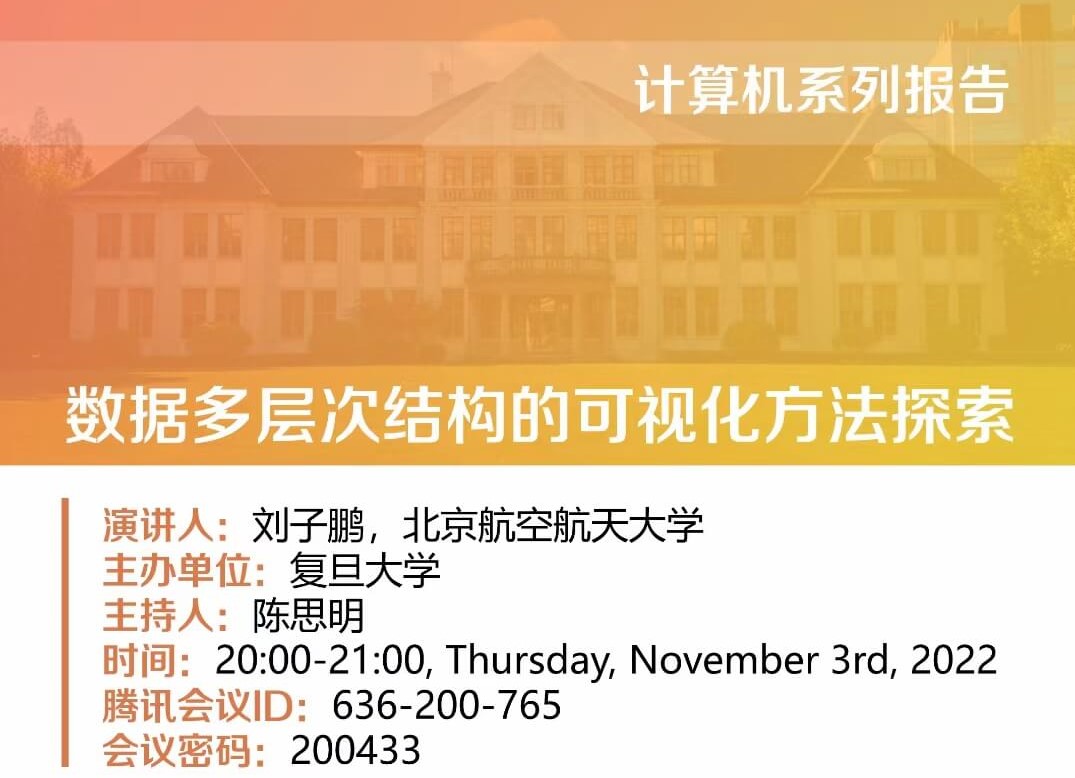 计算机系列报告
数据多层次结构的可视化方法探索
演讲人：刘子鹏，北京航空航天大学
主办单位：复旦大学
主持人：陈思明
时间：20:00-21:00, Thursday, November 3rd, 2022
腾讯会议ID：636-200-765
会议密码：200433